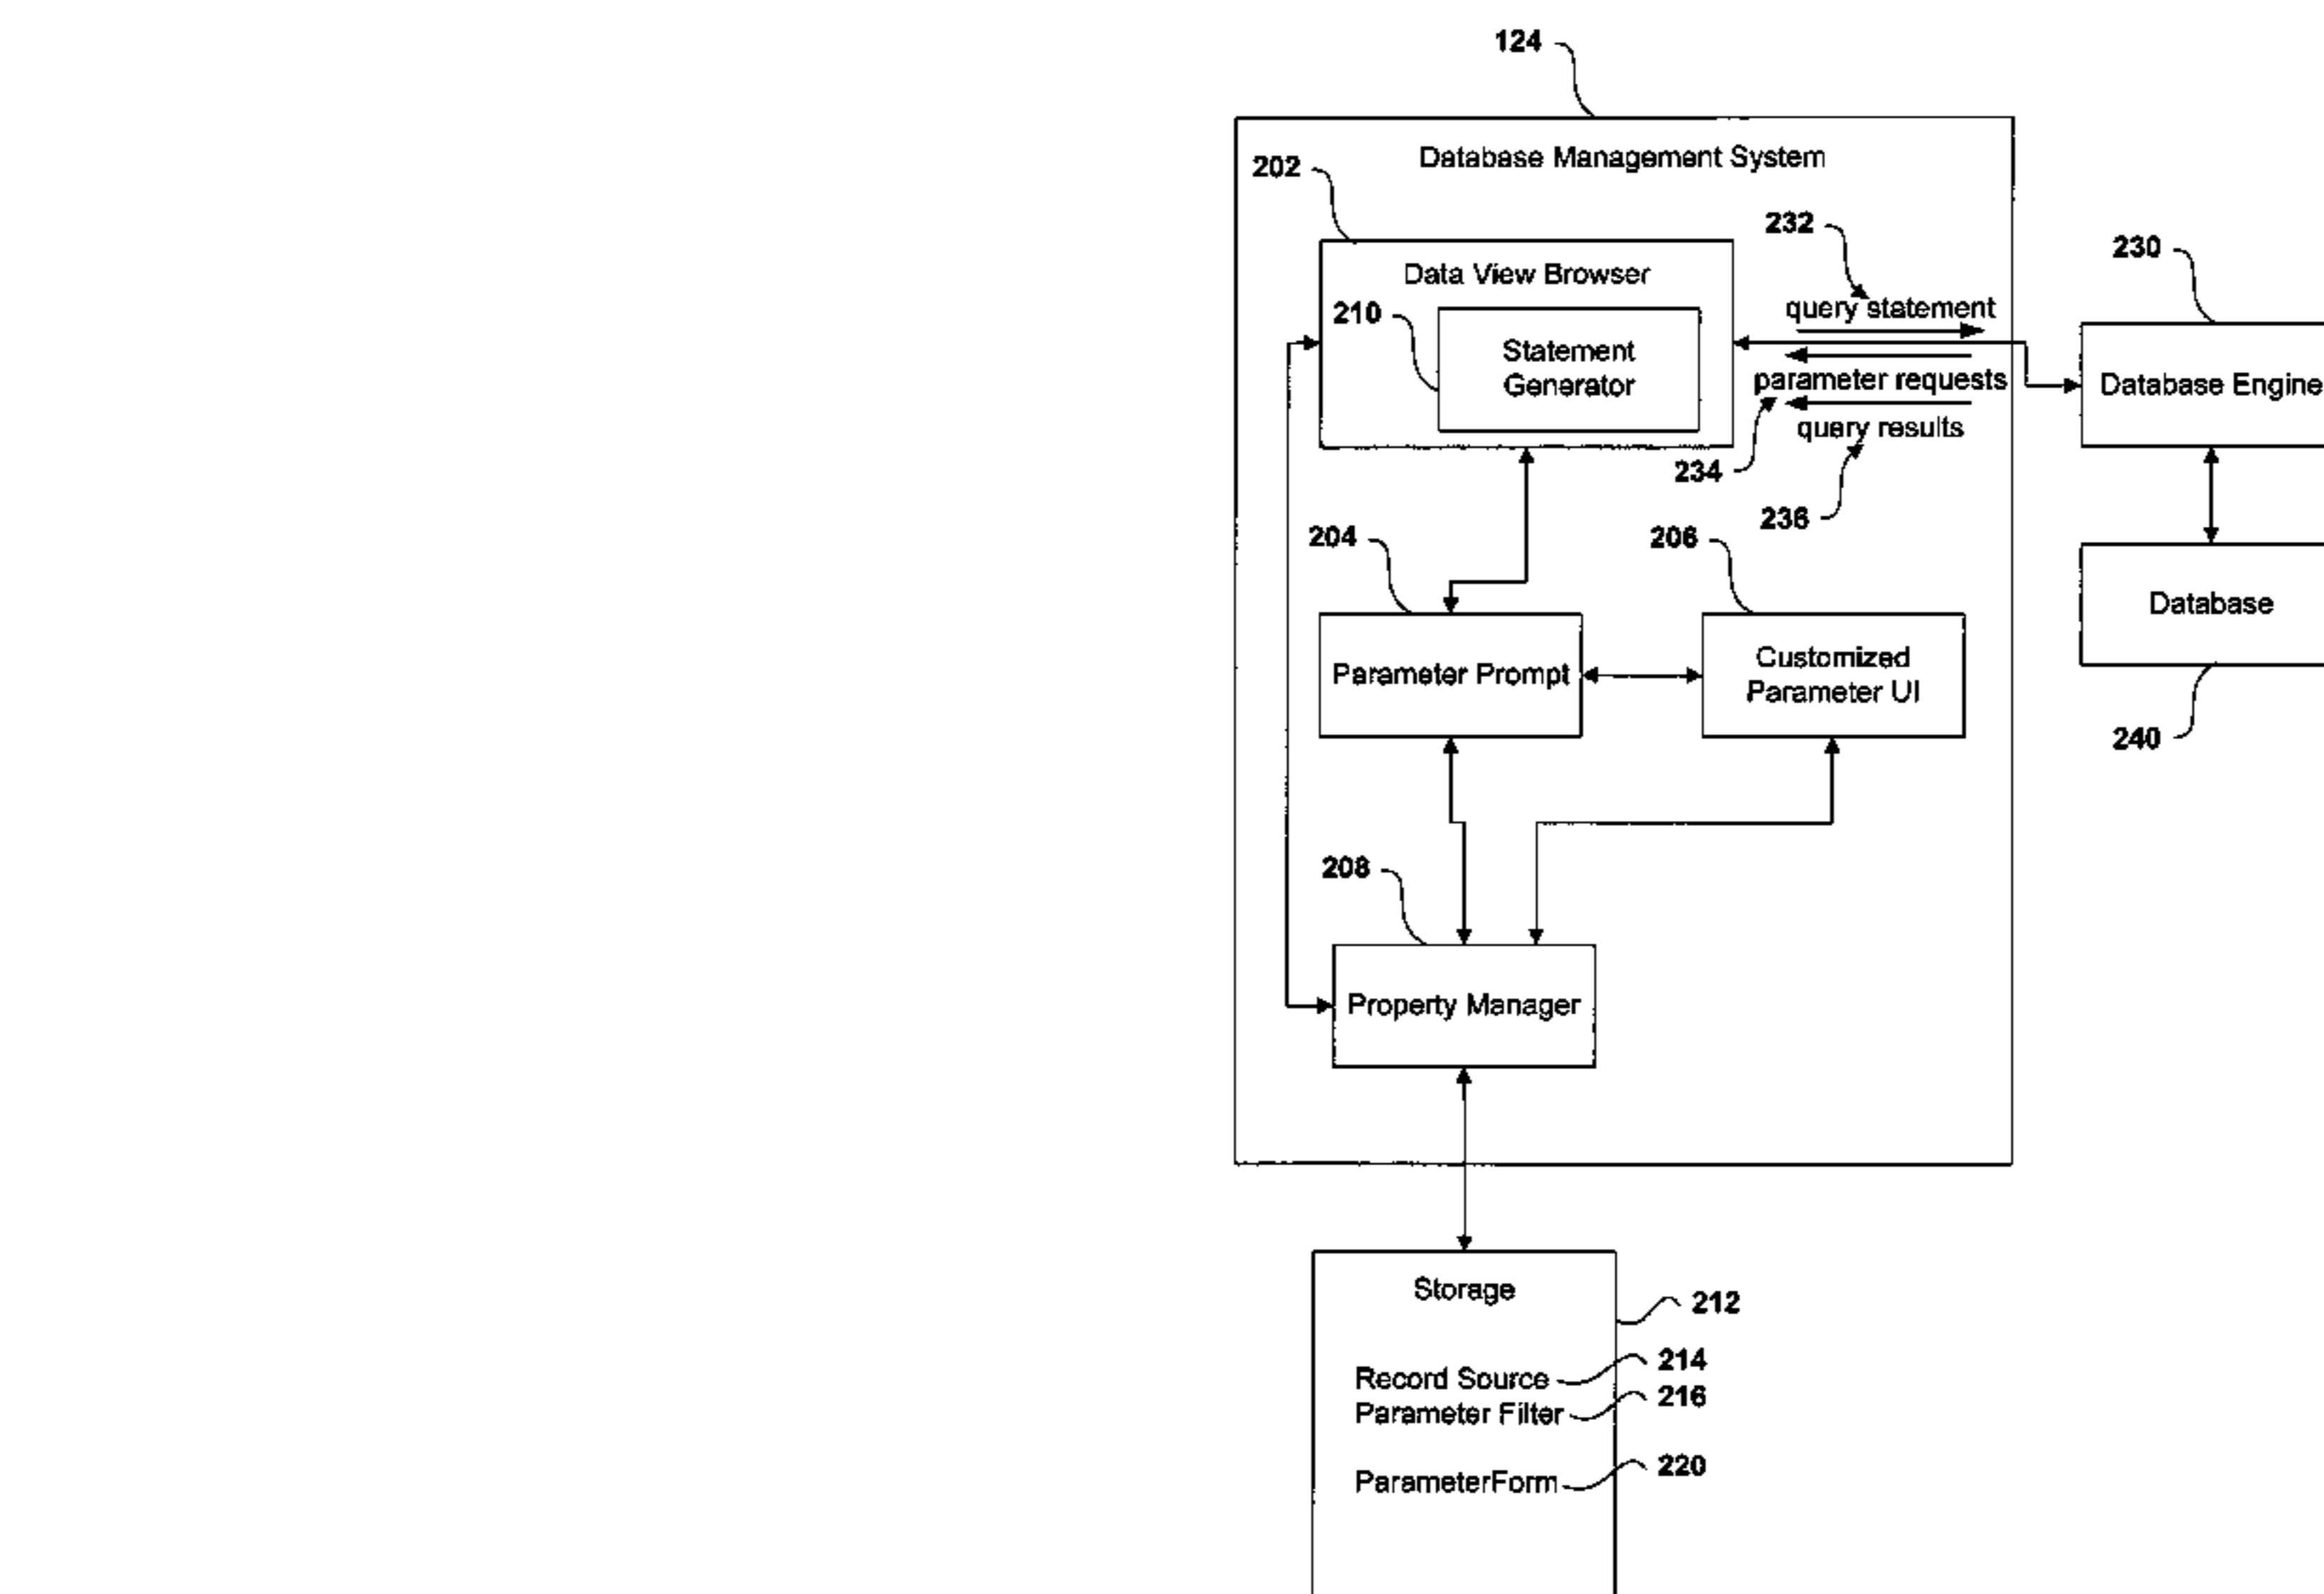 124
Database Management System
202
232
230
Data View Browser
210
query statement
Statement
Generator
parameter requests
Database Engine
query results
234
236
204
206
Database
Parameter Prompt
Customized
Parameter UI
240
208
Property Manager
Storage
212
Record Source
214
Parameter Filter
216
ParameterForm
220